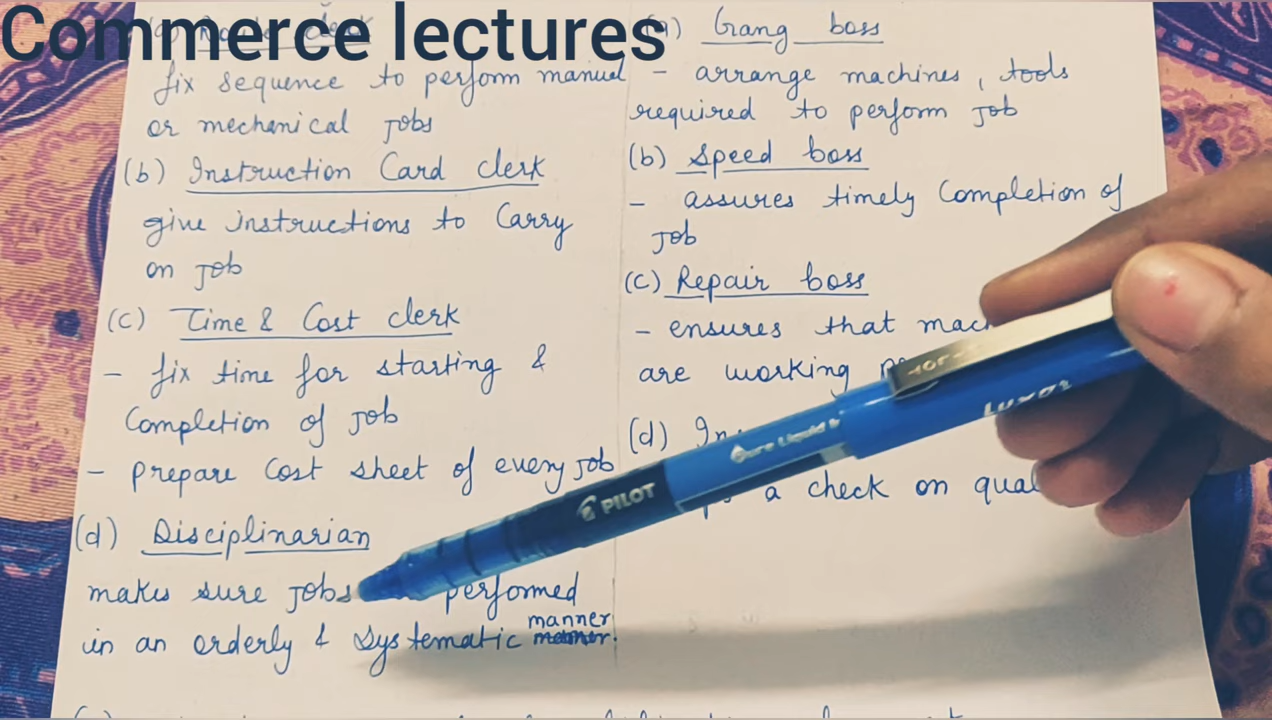 Commerce lectures
fix sequence to perform manual
or mechanical jobs
(b) Instruction Card clerk
give instructions to Carry
on job
(c) Time & Cost clerk
- fix time for starting &
Completion of job
- prepare Cost sheet of every job
(d) Disciplinarian
makes sure jobs performed
in an orderly & systematic manner
(a) Gang boss
- arrange machines, tools
required to perform job
(b) Speed boss
- assures timely Completion of
job
(c) Repair boss
- ensures that
are working
(d)
a check on
PILOT
Luxor